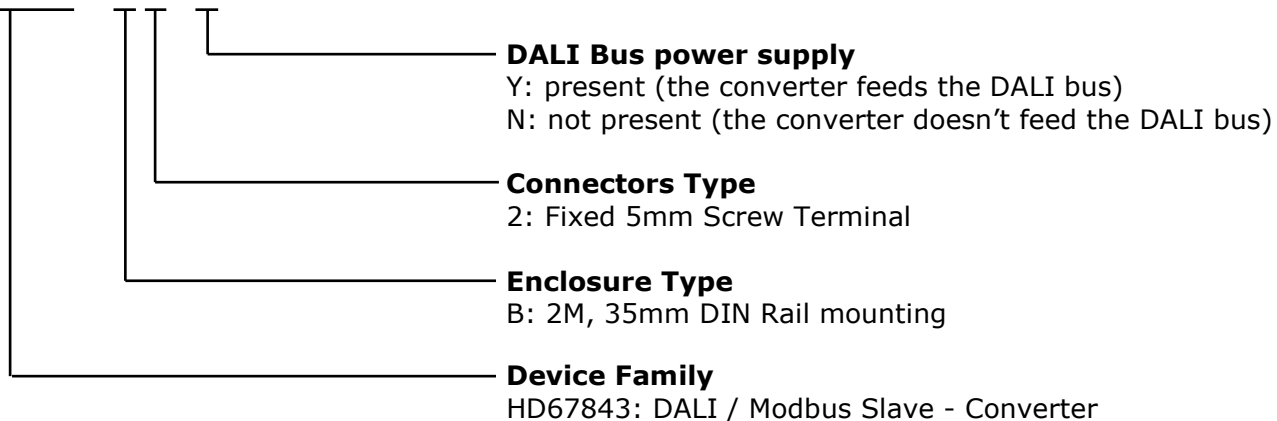 DALI Bus power supply
Y: present (the converter feeds the DALI bus)
N: not present (the converter doesn’t feed the DALI bus)
Connectors Type
2: Fixed 5mm Screw Terminal
Enclosure Type
B: 2M, 35mm DIN Rail mounting
Device Family
HD67843: DALI / Modbus Slave - Converter